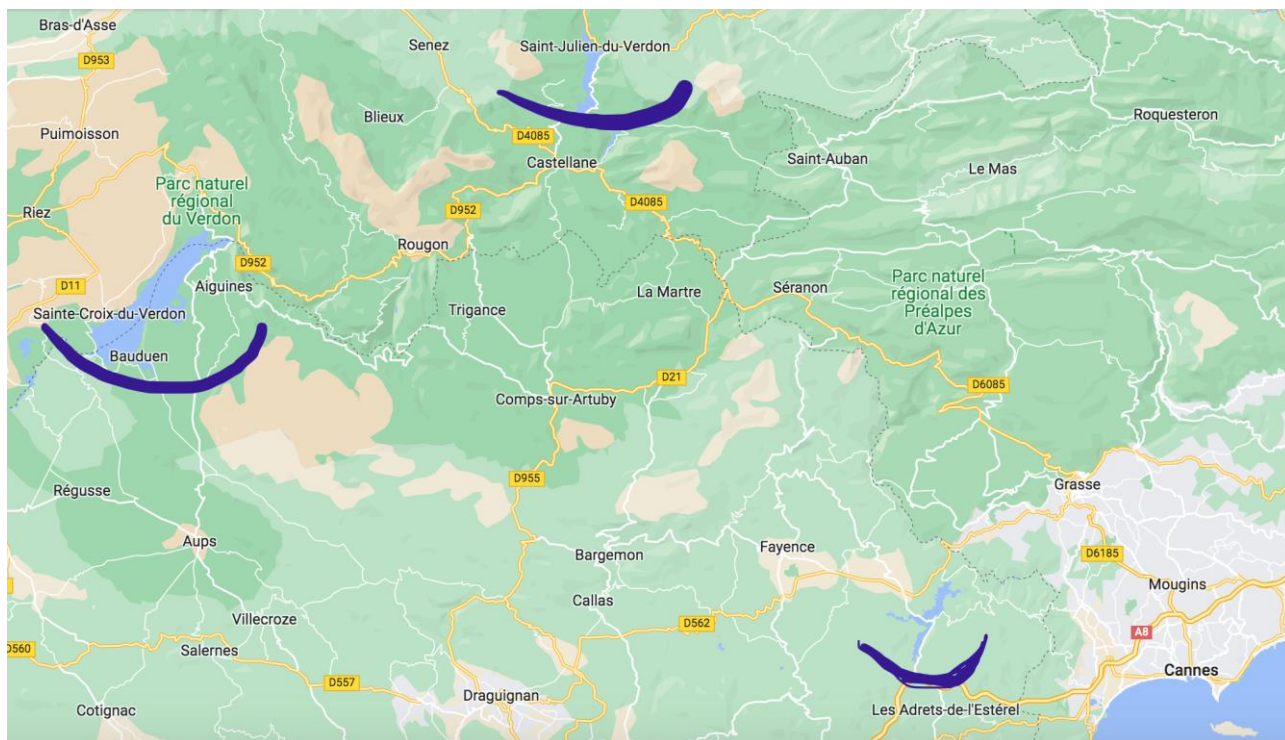 Bras-d'Asse
D953
Senez
Saint-Julien-du-Verdon
Blieux
Puimoisson
D4085
Roquesteron
Castellane
Saint-Auban
Le Mas
Parc naturel
régional
du Verdon
Riez
D952
D4085
Rougon
D952
D11
Aiguines
La Martre
Séranon
Parc naturel
régional des
Préalpes
d'Azur
Sainte-Croix-du-Verdon
Trigance
Bauduen
D21
D6085
Comps-sur-Artuby
D955
Grasse
Régusse
Aups
Bargemon
Fayence
D6185
Mougins
Callas
Villecroze
D562
A8
D560
Salernes
Cannes
D557
Draguignan
Cotignac
Les Adrets-de-l'Estérel